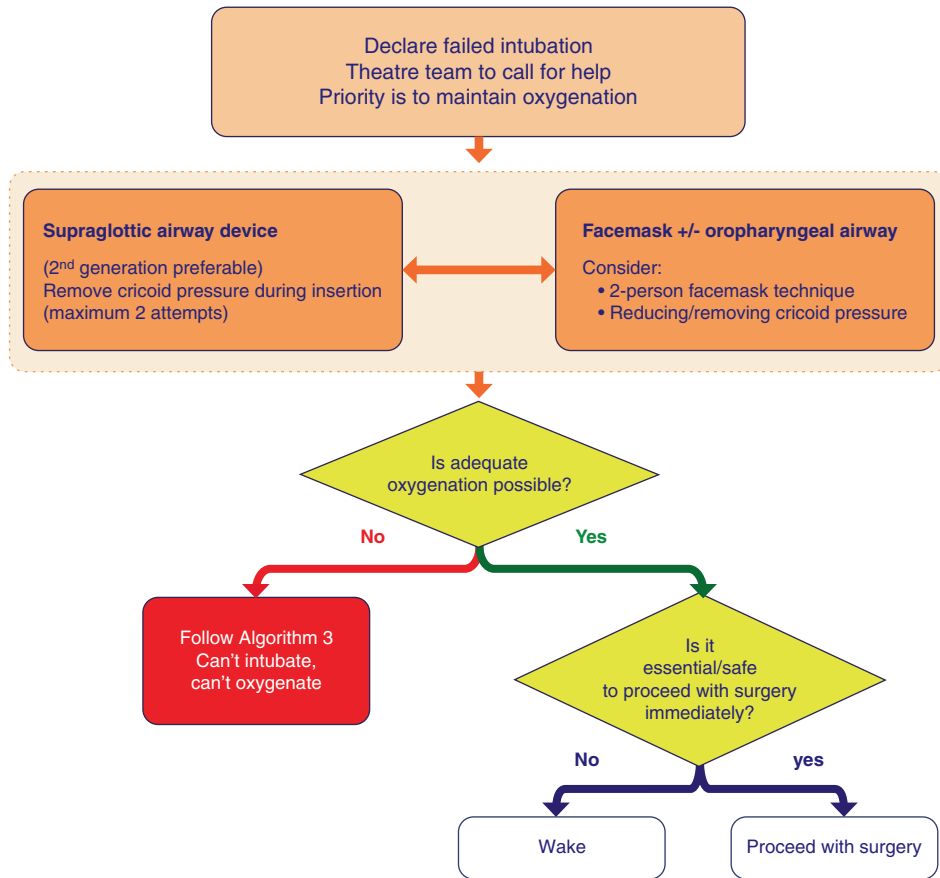 Declare failed intubation
Theatre team to call for help
Priority is to maintain oxygenation
Supraglottic airway device
(2nd generation preferable)
Remove cricoid pressure during insertion
(maximum 2 attempts)
Facemask +/- oropharyngeal airway
Consider:
• 2-person facemask technique
• Reducing/removing cricoid pressure
Is adequate
oxygenation possible?
No
Yes
Follow Algorithm 3
Can't intubate,
can't oxygenate
Is it
essential/safe
to proceed with surgery
immediately?
No
yes
Wake
Proceed with surgery